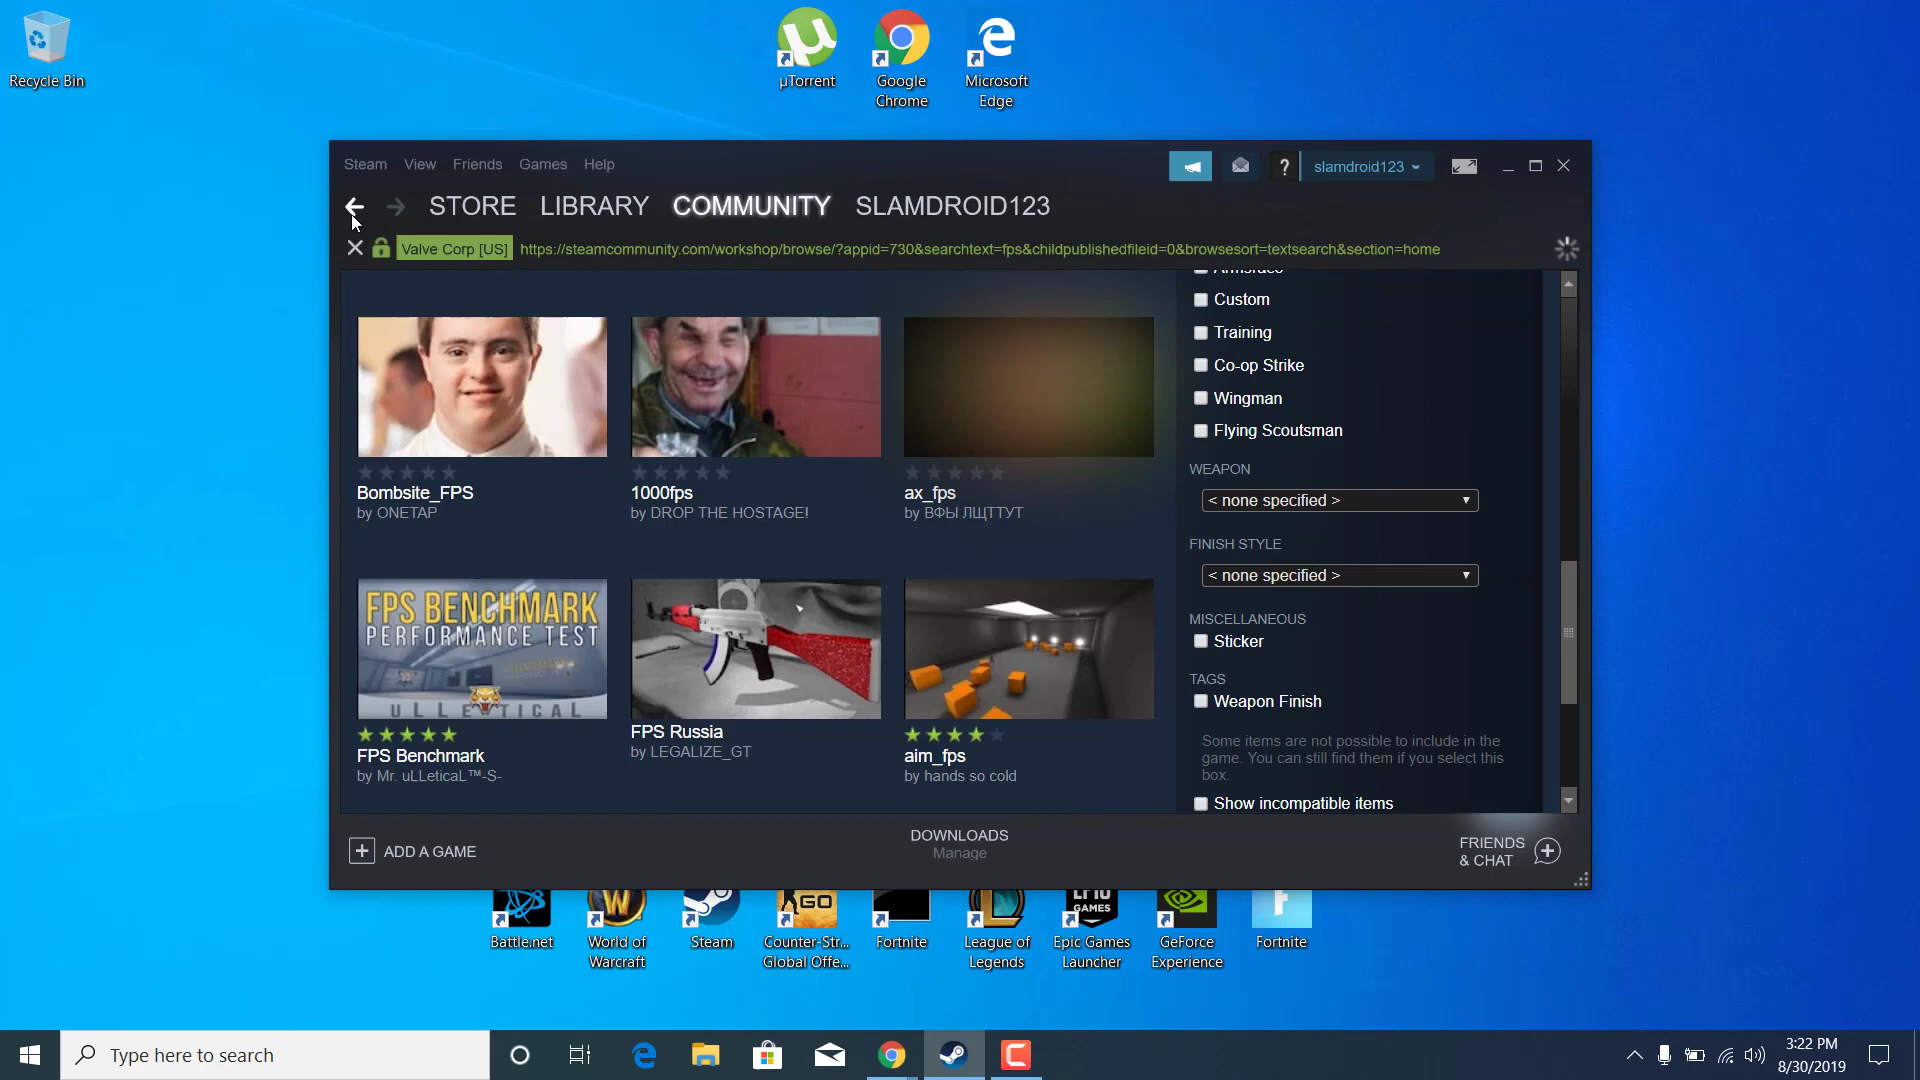 Recycle Bin
µTorrent
Google
Chrome
Microsoft
Edge
Steam View Friends Games Help
?
slamdroid123
STORE LIBRARY COMMUNITY SLAMDROID123
Valve Corp [US] https://steamcommunity.com/workshop/browse/?appid=730&searchtext=fps&childpublishedfileid=0&browsesort=textsearch&section=home
Bombsite_FPS
by ONETAP
1000fps
by DROP THE HOSTAGE!
ax_fps
by ВФЫ ЛЩТТУТ
FPS BENCHMARK
PERFORMANCE TEST
ULLETICAL
FPS Benchmark
by Mr. uLLeticaL™-S-
FPS Russia
by LEGALIZE_GT
aim_fps
by hands so cold
Custom
Training
Co-op Strike
Wingman
Flying Scoutsman
WEAPON
< none specified >
FINISH STYLE
< none specified >
MISCELLANEOUS
Sticker
TAGS
Weapon Finish
Some items are not possible to include in the
game. You can still find them if you select this
box.
Show incompatible items
ADD A GAME
DOWNLOADS
Manage
FRIENDS
& CHAT
GO
GAMES
Battle.net
World of
Warcraft
Steam
Counter-Str...
Global Offe...
Fortnite
League of
Legends
Epic Games
Launcher
GeForce
Experience
Fortnite
Type here to search
3:22 PM
8/30/2019